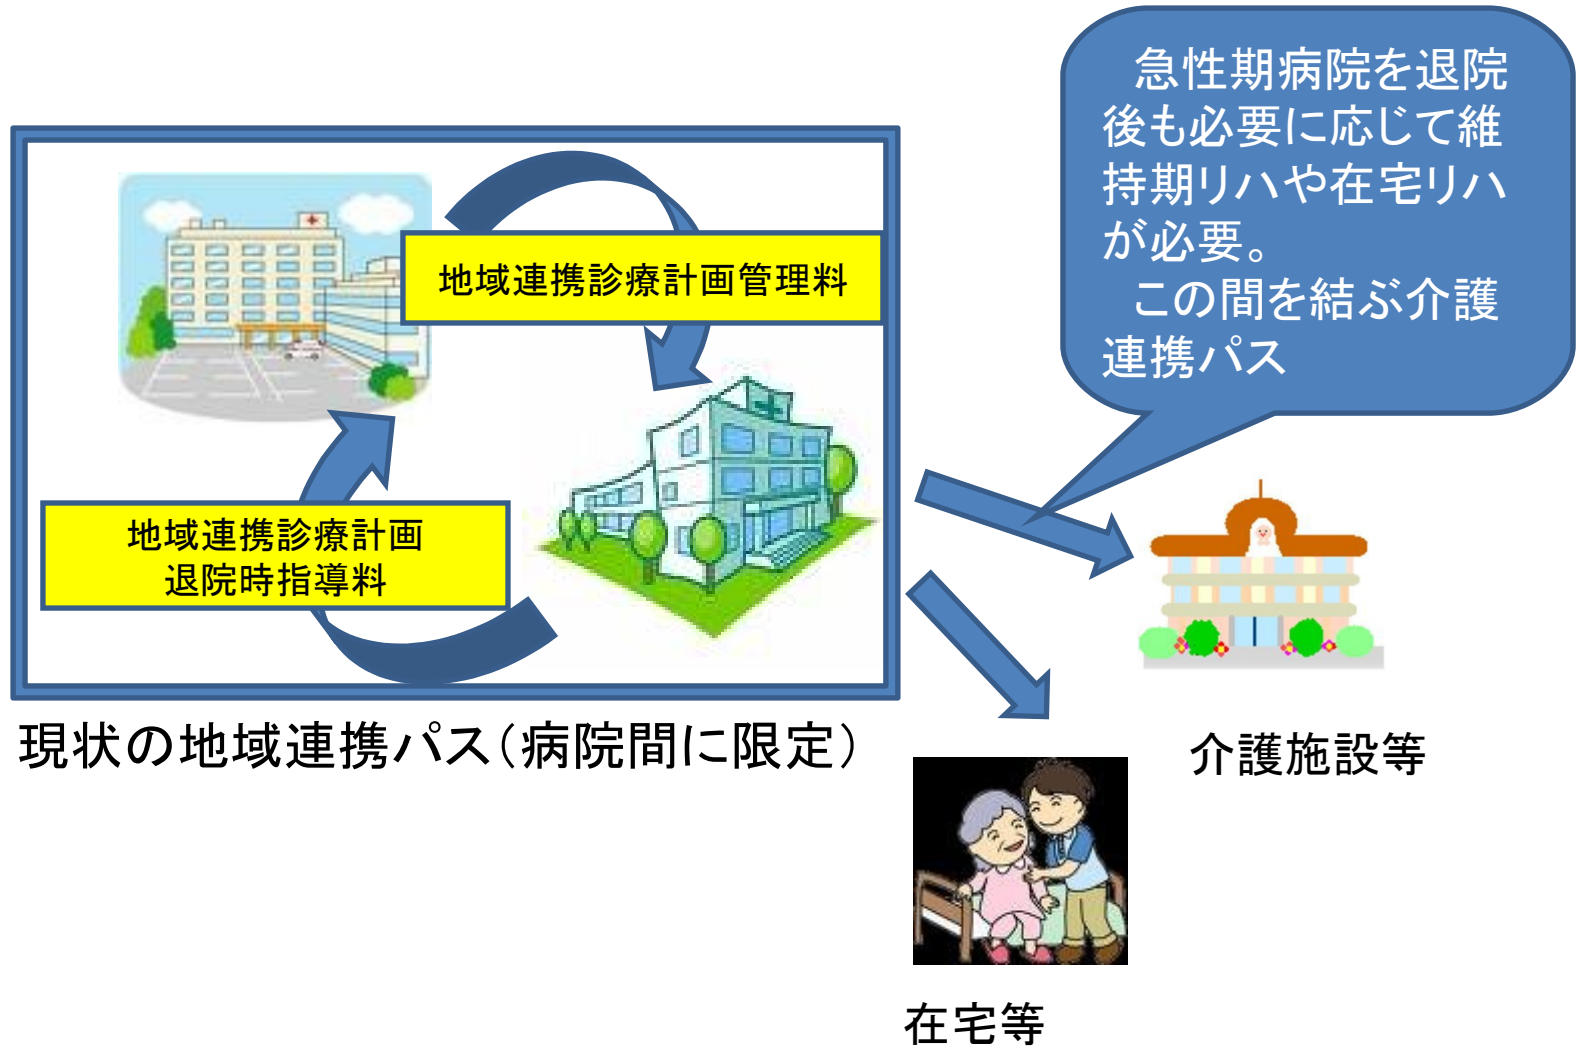 急性期病院を退院
後も必要に応じて維
持期リハや在宅リハ
が必要。
この間を結ぶ介護
連携パス
地域連携診療計画管理料
地域連携診療計画
退院時指導料
現状の地域連携パス（病院間に限定）
介護施設等
在宅等